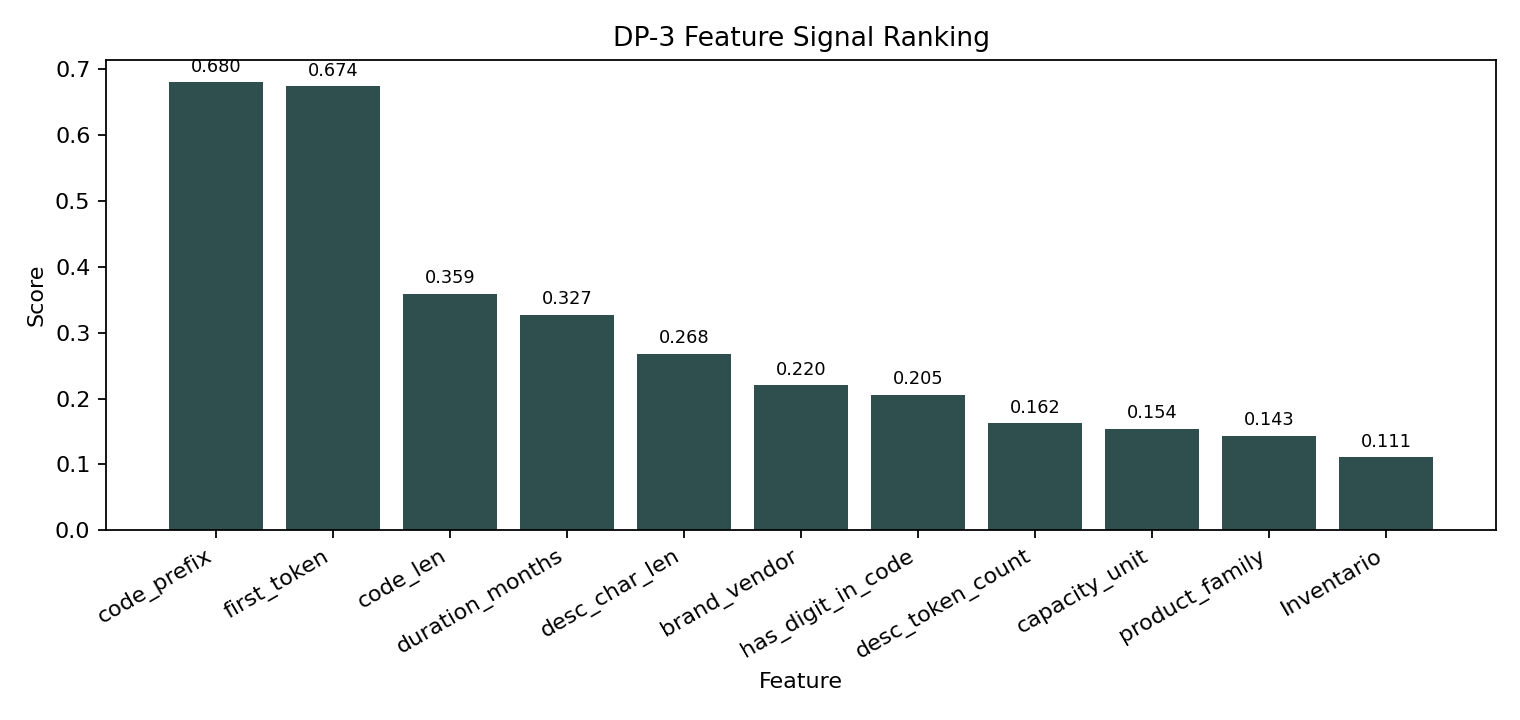 DP-3 Feature Signal Ranking
Score
0.7
0.6
0.5
0.4
0.3
0.2
0.1
0.0
0.680
0.674
0.359
0.327
0.268
0.220
0.205
0.162
0.154
0.143
0.111
code_prefix
first_token
code_len
duration_months
desc_char_len
brand_vendor
has_digit_in_code
desc_token_count
capacity_unit
product_family
Inventario
Feature